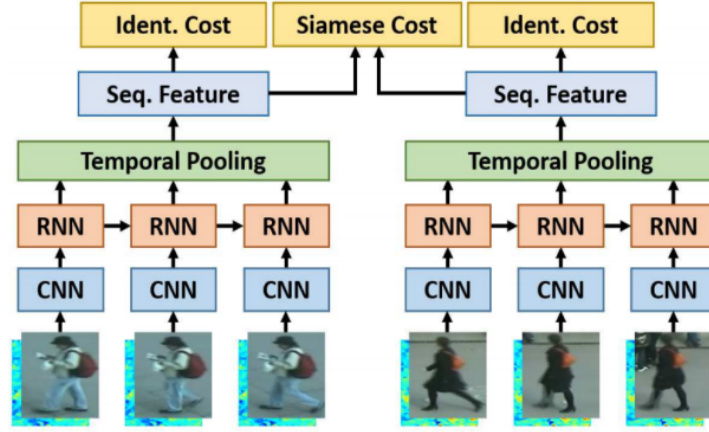 Ident. Cost Siamese Cost Ident. Cost
Seq. Feature Seq. Feature
Temporal Pooling Temporal Pooling
RNN RNN RNN RNN RNN RNN
CNN CNN CNN CNN CNN CNN